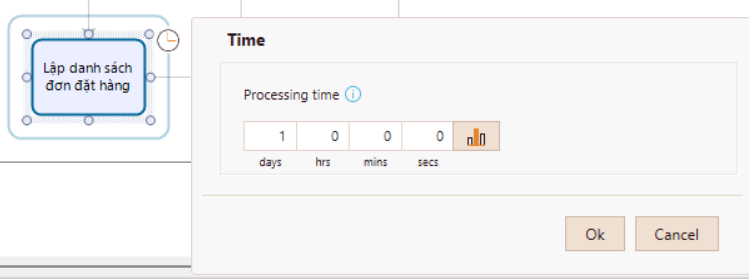 Lập danh sách
đơn đặt hàng
Time
Processing time
1 0 0 0
days hrs mins secs
Ok Cancel